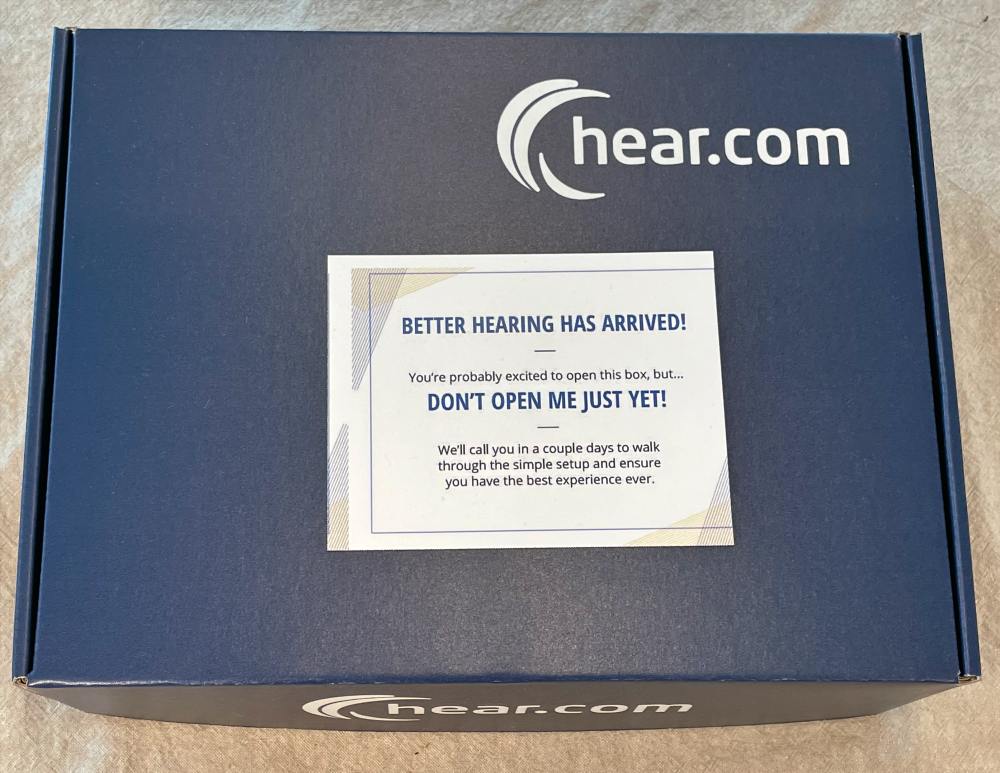 hear.com
BETTER HEARING HAS ARRIVED!
You're probably excited to open this box, but...
DON'T OPEN ME JUST YET!
We'll call you in a couple days to walk
through the simple setup and ensure
you have the best experience ever.
hear.com